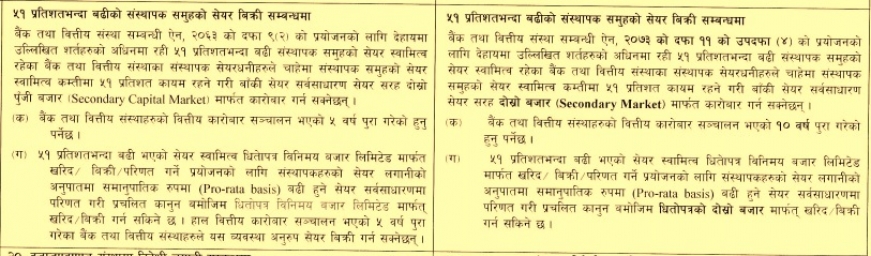 ५१ प्रतिशतभन्दा बढीको संस्थापक समुहको सेयर बिक्री सम्बन्धमा
बैंक तथा वित्तीय संस्था सम्बन्धी ऐन, २०६३ को दफा ९(२) को प्रयोजनको लागि देहायमा
उल्लिखित शर्तहरुको अधिनमा रही ५१ प्रतिशतभन्दा बढी संस्थापक समुहको सेयर स्वामित्व
रहेका बैंक तथा वित्तीय संस्थाका संस्थापक सेयरधनीहरुले चाहेमा संस्थापक समुहको सेयर
स्वामित्व कम्तीमा ५१ प्रतिशत कायम रहने गरी बाँकी सेयर सर्वसाधारण सेयर सरह दोस्रो
पुंजी बजार (Secondary Capital Market) मार्फत कारोबार गर्न सक्नेछन् ।
(क) बैंक तथा वित्तीय संस्थाहरुको वित्तीय कारोबार सञ्चालन भएको ५ वर्ष पुरा गरेको हुनु
पर्नेछ ।
(ग) ५१ प्रतिशतभन्दा बढी भएको सेयर स्वामित्व धितोपत्र विनिमय बजार लिमिटेड मार्फत
खरिद/ बिक्री/परिणत गर्ने प्रयोजनको लागि संस्थापकहरुको सेयर लगानीको
अनुपातमा समानुपातिक रुपमा (Pro-rata basis) बढी हुने सेयर सर्वसाधारणमा
परिणत गरी प्रचलित कानुन बमोजिम धितोपत्र विनिमय बजार लिमिटेड मार्फत्
खरिद/बिक्री गर्न सकिने छ । हाल वित्तीय कारोबार सञ्चालन भएको ५ वर्ष पुरा
गरेका बैंक तथा वित्तीय संस्थाहरुले यस व्यवस्था अनुरुप सेयर बिक्री गर्न सक्नेछन् ।
५१ प्रतिशतभन्दा बढीको संस्थापक समुहको सेयर बिक्री सम्बन्धमा
बैंक तथा वित्तीय संस्था सम्बन्धी ऐन, २०७३ को दफा ११ को उपदफा (४) को प्रयोजनको
लागि देहायमा उल्लिखित शर्तहरुको अधिनमा रही ५१ प्रतिशतभन्दा बढी संस्थापक समुहको
सेयर स्वामित्व रहेका बैंक तथा वित्तीय संस्थाका संस्थापक सेयरधनीहरुले चाहेमा संस्थापक
समुहको सेयर स्वामित्व कम्तीमा ५१ प्रतिशत कायम रहने गरी बाँकी सेयर सर्वसाधारण
सेयर सरह दोस्रो बजार (Secondary Market) मार्फत कारोबार गर्न सक्नेछन् ।
(क) बैंक तथा वित्तीय संस्थाहरुको वित्तीय कारोबार सञ्चालन भएको १० वर्ष पुरा गरेको
हुनु पर्नेछ ।
(ग) ५१ प्रतिशतभन्दा बढी भएको सेयर स्वामित्व धितोपत्र विनिमय बजार लिमिटेड
मार्फत खरिद/ बिक्री/परिणत गर्ने प्रयोजनको लागि संस्थापकहरुको सेयर लगानीको
अनुपातमा समानुपातिक रुपमा (Pro-rata basis) बढी हुने सेयर सर्वसाधारणमा
परिणत गरी प्रचलित कानुन बमोजिम धितोपत्रको दोस्रो बजार मार्फत् खरिद/बिक्री
गर्न सकिने छ ।